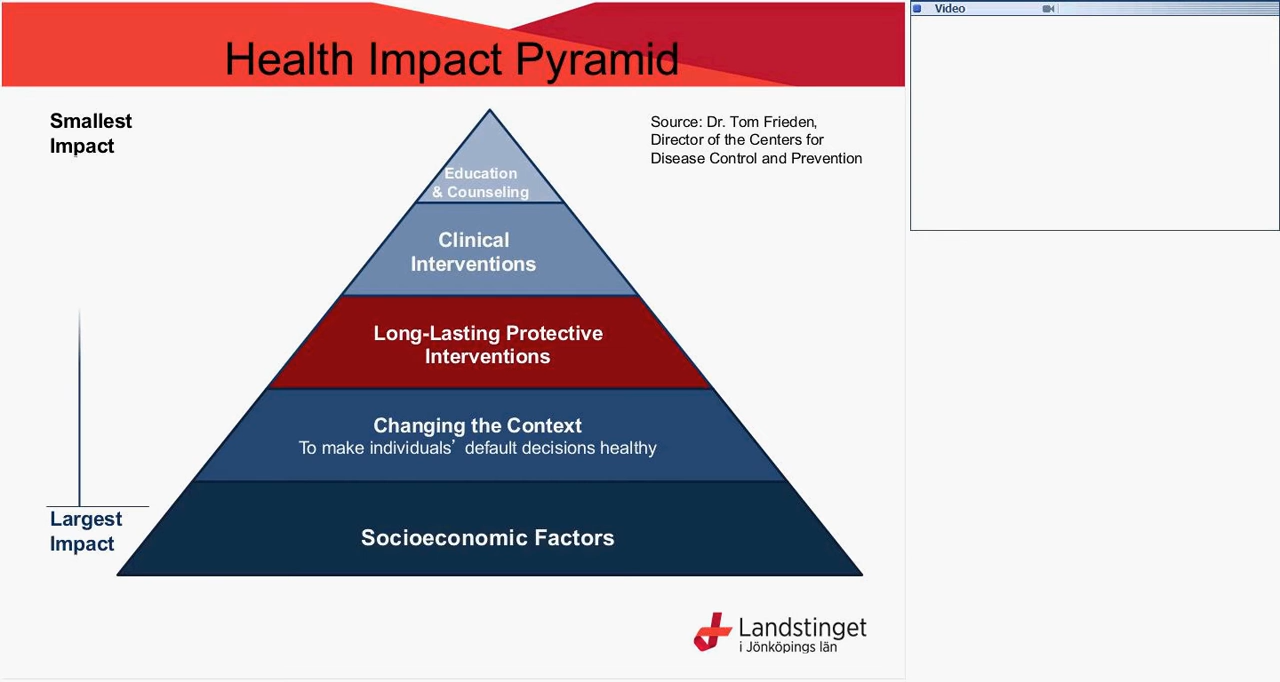 Health Impact Pyramid
Video
Smallest
Impact
Source: Dr. Tom Frieden,
Director of the Centers for
Disease Control and Prevention
Education
& Counseling
Clinical
Interventions
Long-Lasting Protective
Interventions
Changing the Context
To make individuals’ default decisions healthy
Largest
Impact
Socioeconomic Factors
Landstinget
i Jönköpings län